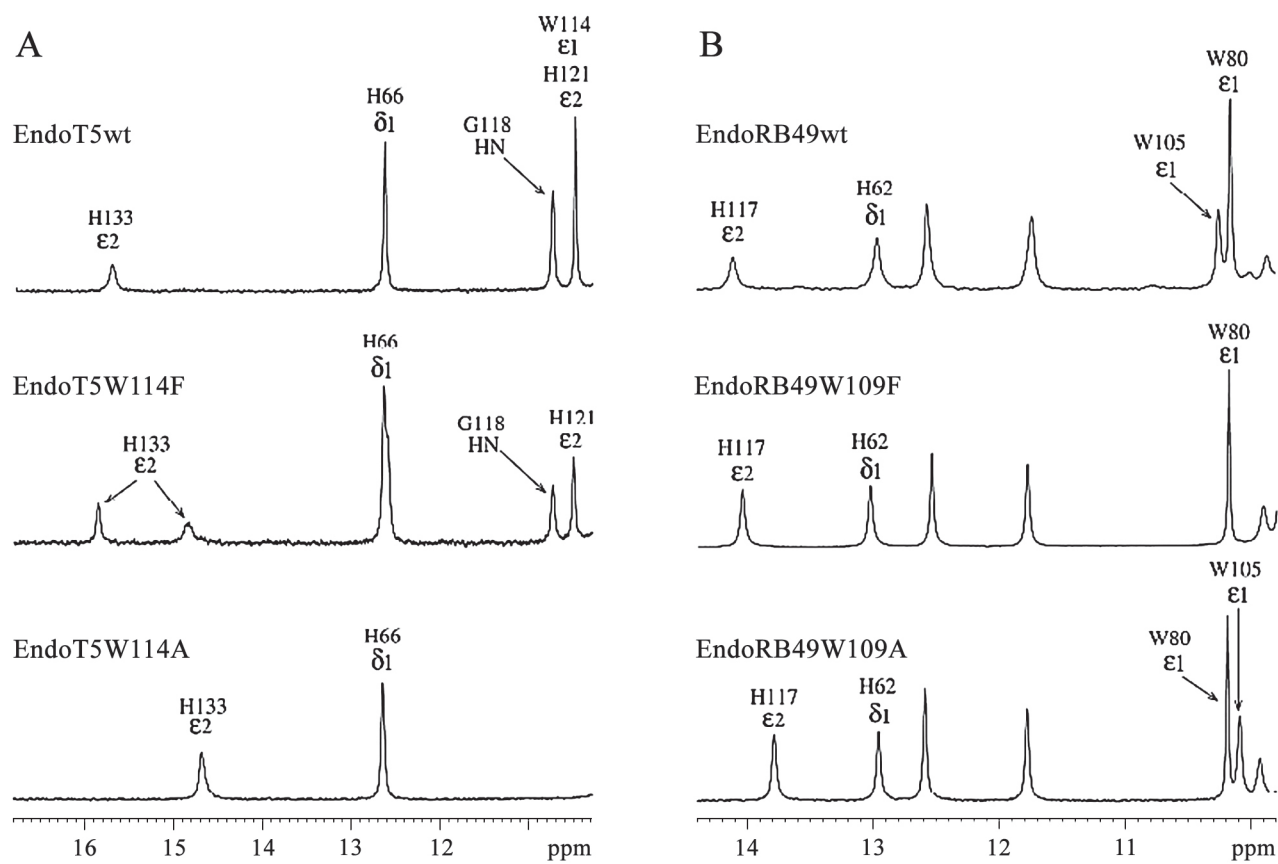 A
EndoT5wt
H133
ε2
H66
δ1
G118
HN
W114
ε1
H121
ε2
EndoT5W114F
H133
ε2
H66
δ1
G118
HN
H121
ε2
EndoT5W114A
H133
ε2
H66
δ1
16 15 14 13 12 ppm
B
EndoRB49wt
H117
ε2
H62
δ1
W105
ε1
W80
ε1
EndoRB49W109F
H117
ε2
H62
δ1
W80
ε1
EndoRB49W109A
H117
ε2
H62
δ1
W80
ε1
W105
ε1
14 13 12 11 ppm